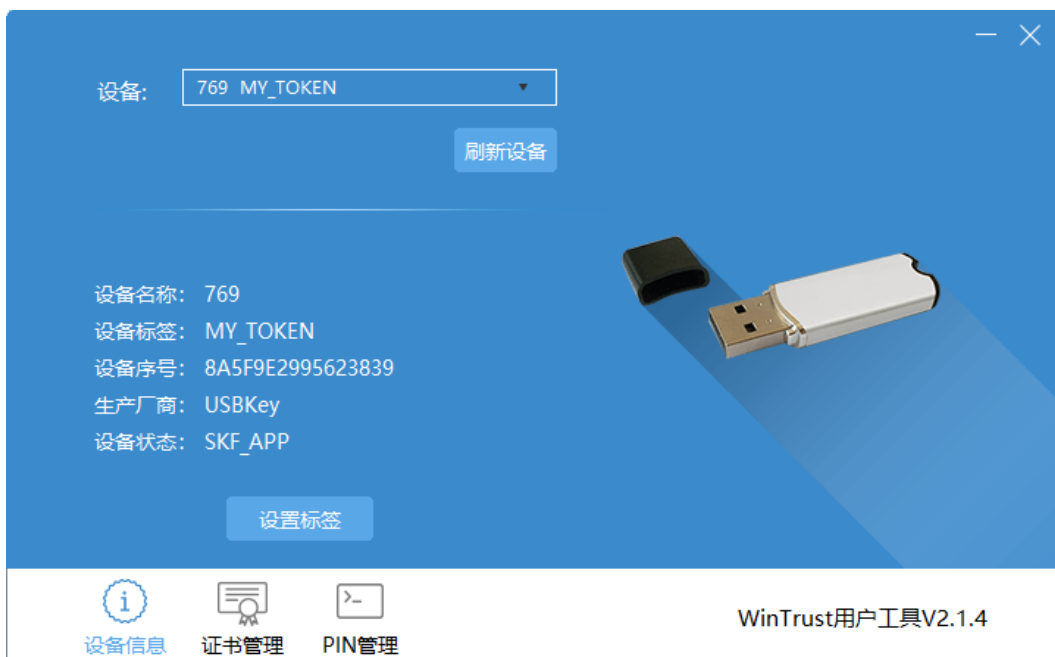 设备: 769 MY_TOKEN
刷新设备
设备名称: 769
设备标签: MY_TOKEN
设备序号: 8A5F9E2995623839
生产厂商: USBKey
设备状态: SKF_APP
设置标签
设备信息 证书管理 PIN管理
WinTrust用户工具V2.1.4